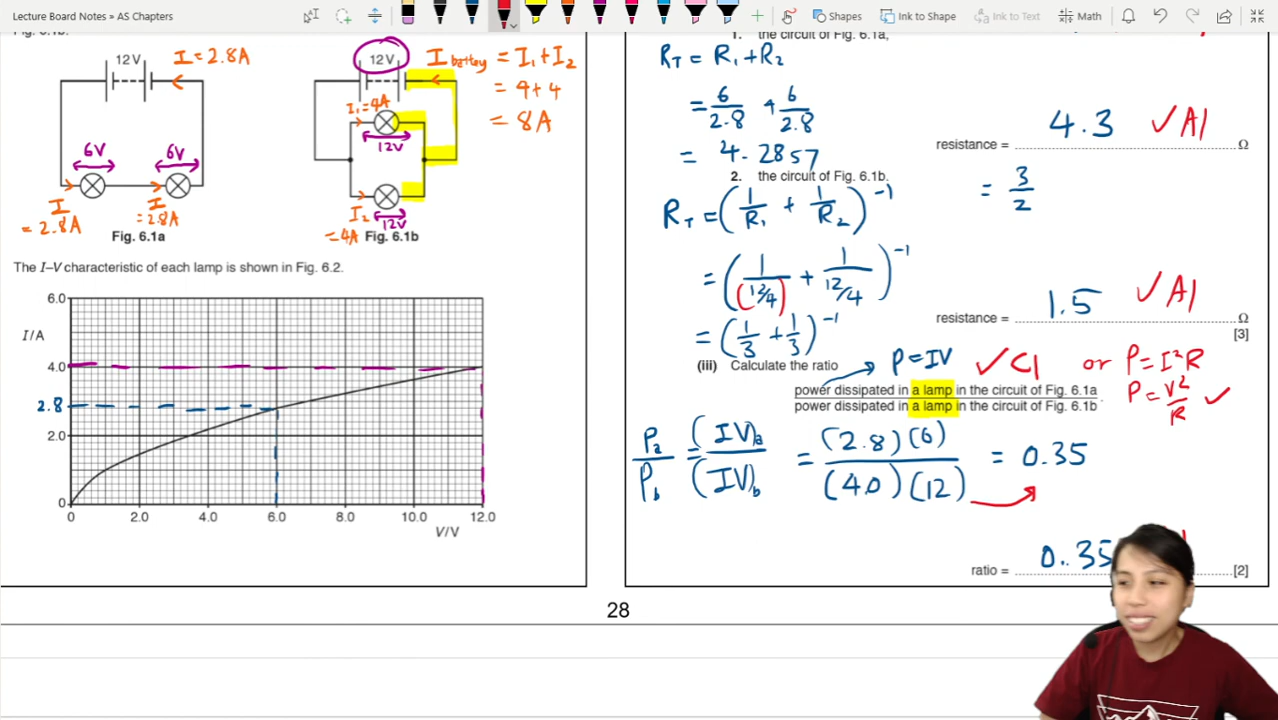 Lecture Board Notes » AS Chapters
Shapes
Ink to Shape
Ink to Text
Math
Fig. 6.1b.
12 V
I = 2.8A
6V
6V
I
= 2.8A
I
= 2.8A
Fig. 6.1a
12 V
I battery = I1 + I2
= 4 + 4
= 8A
I1 = 4A
12V
I2
= 4A
12V
Fig. 6.1b
The I–V characteristic of each lamp is shown in Fig. 6.2.
6.0
I / A
4.0
2.8
2.0
0
0 2.0 4.0 6.0 8.0 10.0 12.0
V / V
1. the circuit of Fig. 6.1a,
RT = R1 + R2
= 6/2.8 + 6/2.8
= 4.2857
resistance = 4.3 Ω ✓A1
2. the circuit of Fig. 6.1b.
= 3/2
RT = (1/R1 + 1/R2)⁻¹
= (1/(12/4) + 1/12/4)⁻¹
= (1/3 + 1/3)⁻¹
resistance = 1.5 Ω ✓A1
[3]
(iii) Calculate the ratio
P = IV ✓C1 or P = I²R
P = V²/R ✓
power dissipated in a lamp in the circuit of Fig. 6.1a
power dissipated in a lamp in the circuit of Fig. 6.1b
Pa/Pb = (IV)a/(IV)b = (2.8)(6)/(4.0)(12) = 0.35
ratio = 0.35 [2]
28